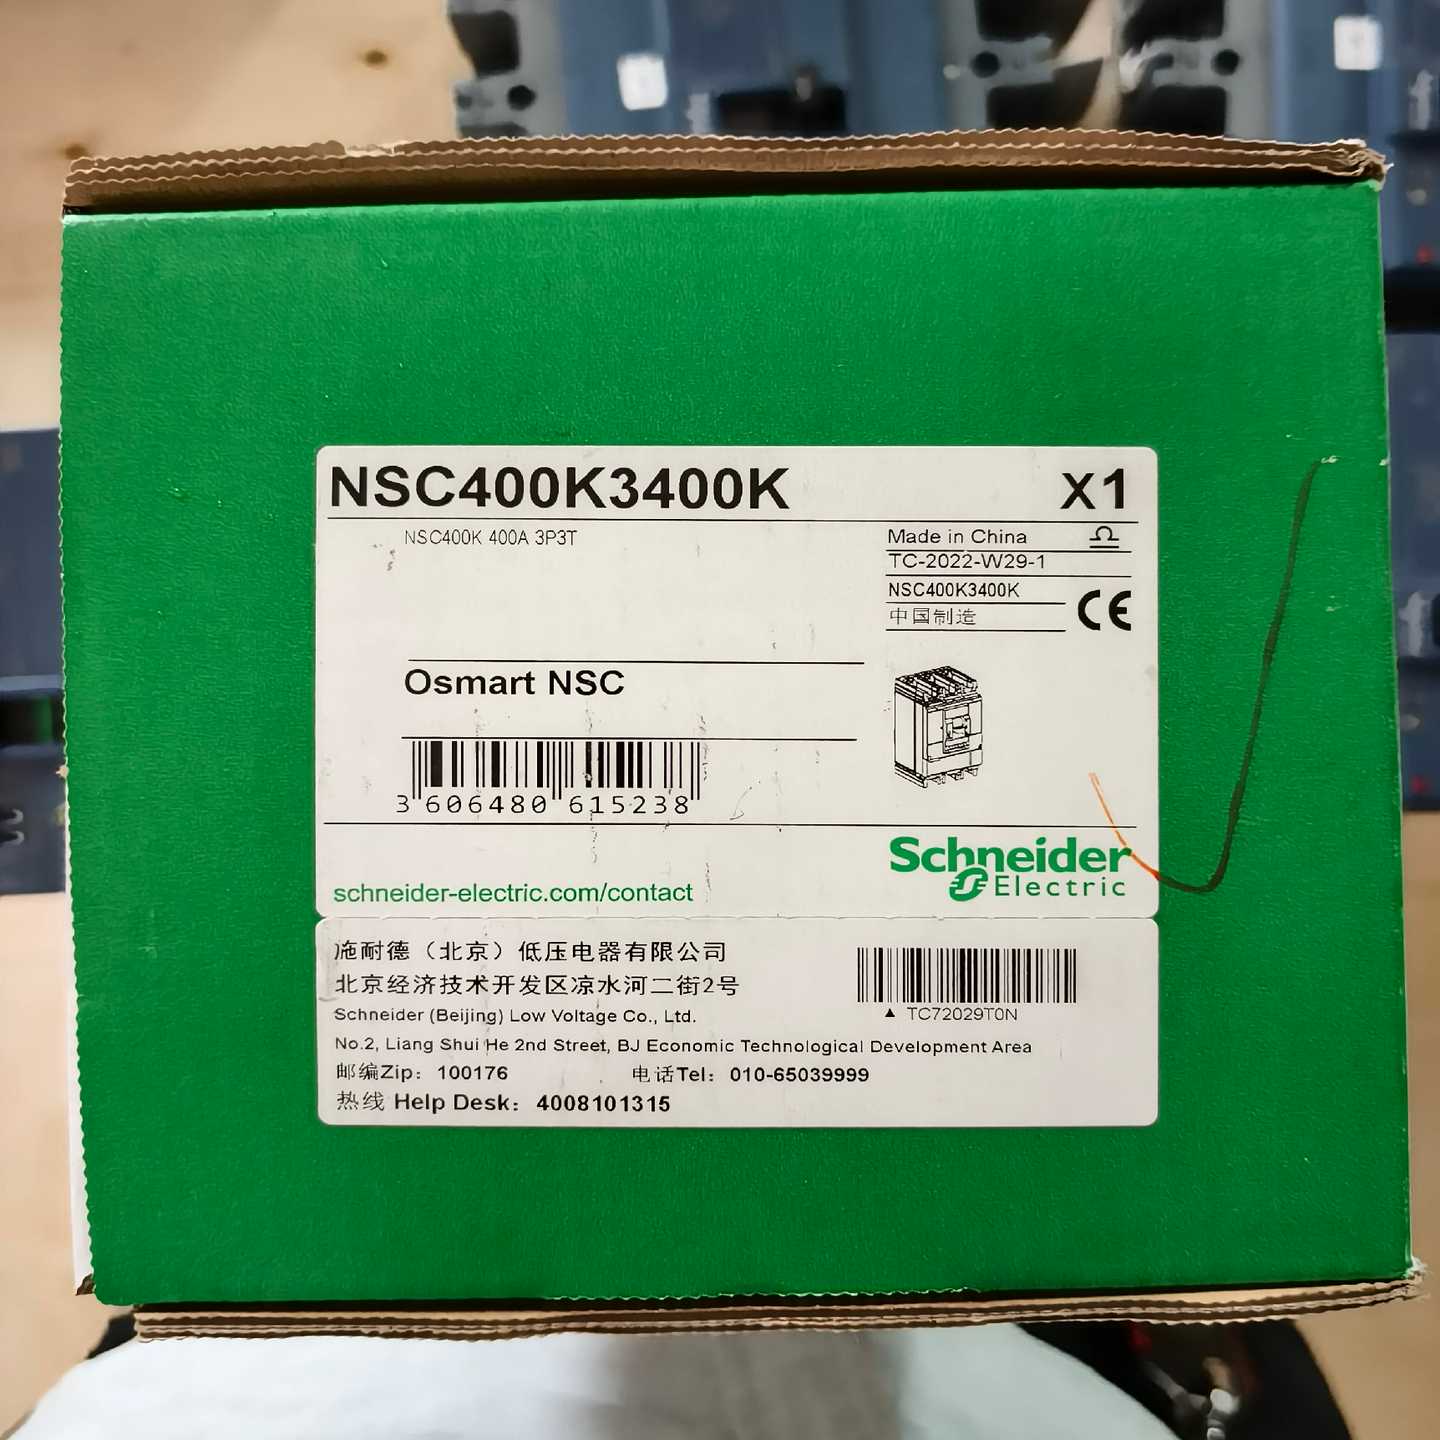 NSC400K3400K X1
NSC400K 400A 3P3T
Made in China
TC-2022-W29-1
NSC400K3400K
中国制造
CE
Osmart NSC
3 606480 615238
schneider-electric.com/contact
Schneider
Electric
施耐德（北京）低压电器有限公司
北京经济技术开发区凉水河二街2号
▲ TC72029T0N
Schneider (Beijing) Low Voltage Co., Ltd.
No.2, Liang Shui He 2nd Street, BJ Economic Technological Development Area
邮编Zip: 100176 电话Tel: 010-65039999
热线 Help Desk: 4008101315